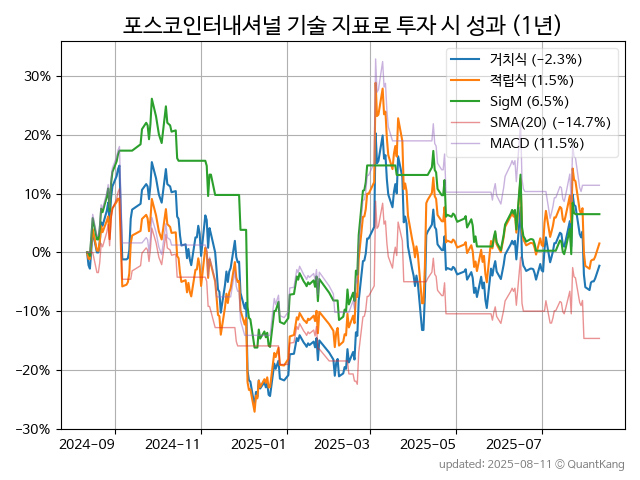 포스코인터내셔널 기술 지표로 투자 시 성과 (1년)
거치식 (−2.3%)
적립식 (1.5%)
SigM (6.5%)
SMA(20) (−14.7%)
MACD (11.5%)
30%
20%
10%
0%
−10%
−20%
−30%
2024-09
2024-11
2025-01
2025-03
2025-05
2025-07
updated: 2025-08-11 © QuantKang